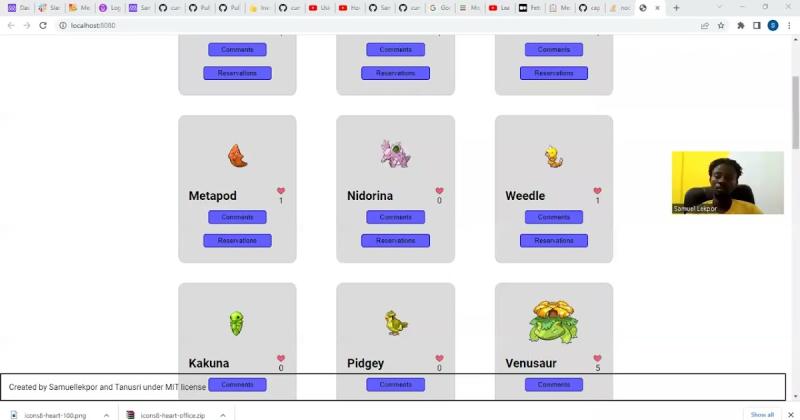 Das
Sla
Me
Log
Sar
cur
Pul
Pul
Inv
cur
Usi
Ho
Sar
cur
Go
Mo
Liv
Fet
Me
cap
noc
localhost:8080
S
Comments
Comments
Comments
Reservations
Reservations
Reservations
Metapod
1
Nidorina
0
Weedle
1
Comments
Comments
Comments
Reservations
Reservations
Reservations
Samuel Lekpor
Kakuna
0
Pidgey
0
Venusaur
5
Created by Samuellekpor and Tanusri under MIT license
Comments
Comments
Comments
icons8-heart-100.png
icons8-heart-office.zip
Show all